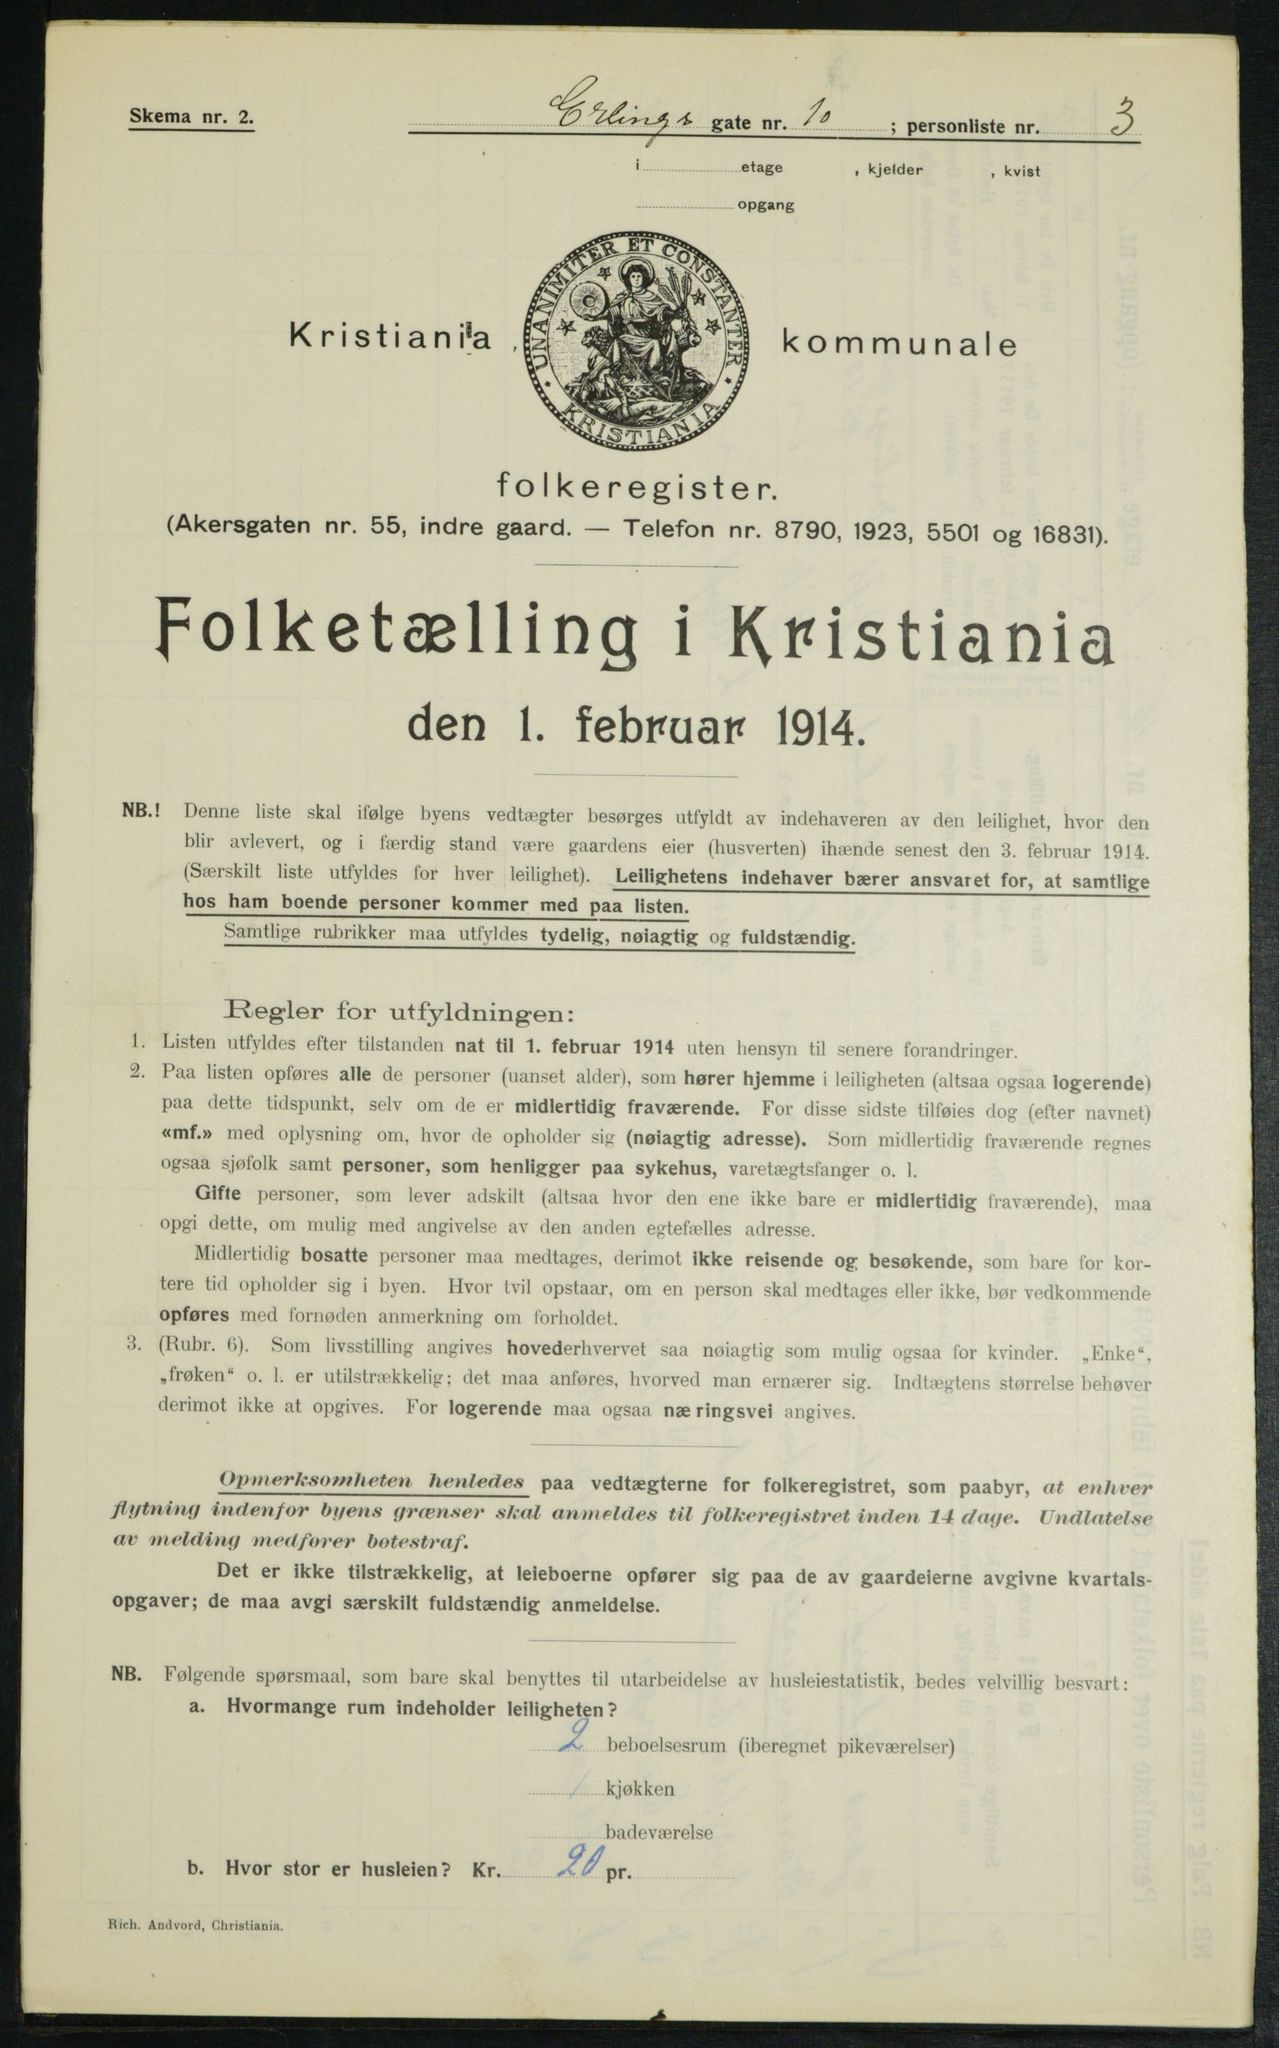 Skema nr. 2.
Erlings gate nr. 10 ; personliste nr. 3
i etage , kjelder , kvist
opgang
UNANIMITER ET CONSTANTER
KRISTIANIA
Kristiania kommunale
folkeregister.
(Akersgaten nr. 55, indre gaard. — Telefon nr. 8790, 1923, 5501 og 16831).
Folketælling i Kristiania
den 1. februar 1914.
NB.! Denne liste skal ifølge byens vedtægter besørges utfyldt av indehaveren av den leilighet, hvor den
blir avlevert, og i færdig stand være gaardens eier (husverten) ihænde senest den 3. februar 1914.
(Særskilt liste utfyldes for hver leilighet). Leilighetens indehaver bærer ansvaret for, at samtlige
hos ham boende personer kommer med paa listen.
Samtlige rubrikker maa utfyldes tydelig, nøiagtig og fuldstændig.
Regler for utfyldningen:
1. Listen utfyldes efter tilstanden nat til 1. februar 1914 uten hensyn til senere forandringer.
2. Paa listen opføres alle de personer (uanset alder), som hører hjemme i leiligheten (altsaa ogsaa logerende)
paa dette tidspunkt, selv om de er midlertidig fraværende. For disse sidste tilføies dog (efter navnet)
«mf.» med oplysning om, hvor de opholder sig (nøiagtig adresse). Som midlertidig fraværende regnes
ogsaa sjøfolk samt personer, som henligger paa sykehus, varetægtsfanger o. l.
Gifte personer, som lever adskilt (altsaa hvor den ene ikke bare er midlertidig fraværende), maa
opgi dette, om mulig med angivelse av den anden egtefælles adresse.
Midlertidig bosatte personer maa medtages, derimot ikke reisende og besøkende, som bare for kor-
tere tid opholder sig i byen. Hvor tvil opstaar, om en person skal medtages eller ikke, bør vedkommende
opføres med fornøden anmerkning om forholdet.
3. (Rubr. 6). Som livsstilling angives hovederhvervet saa nøiagtig som mulig ogsaa for kvinder. „Enke“,
„frøken“ o. l. er utilstrækkelig; det maa anføres, hvorved man ernærer sig. Indtægtens størrelse behøver
derimot ikke at opgives. For logerende maa ogsaa næringsvei angives.
Opmerksomheten henledes paa vedtægterne for folkeregistret, som paabyr, at enhver
flytning indenfor byens grænser skal anmeldes til folkeregistret inden 14 dage. Undlatelse
av melding medfører bøtestraf.
Det er ikke tilstrækkelig, at leieboerne opfører sig paa de av gaardeierne avgivne kvartals-
opgaver; de maa avgi særskilt fuldstændig anmeldelse.
NB. Følgende spørsmaal, som bare skal benyttes til utarbeidelse av husleiestatistik, bedes velvillig besvart:
a. Hvormange rum indeholder leiligheten?
2 beboelsesrum (iberegnet pikeværelser)
1 kjøkken
badeværelse
b. Hvor stor er husleien? Kr. 20 pr.
Rich. Andvord, Christiania.